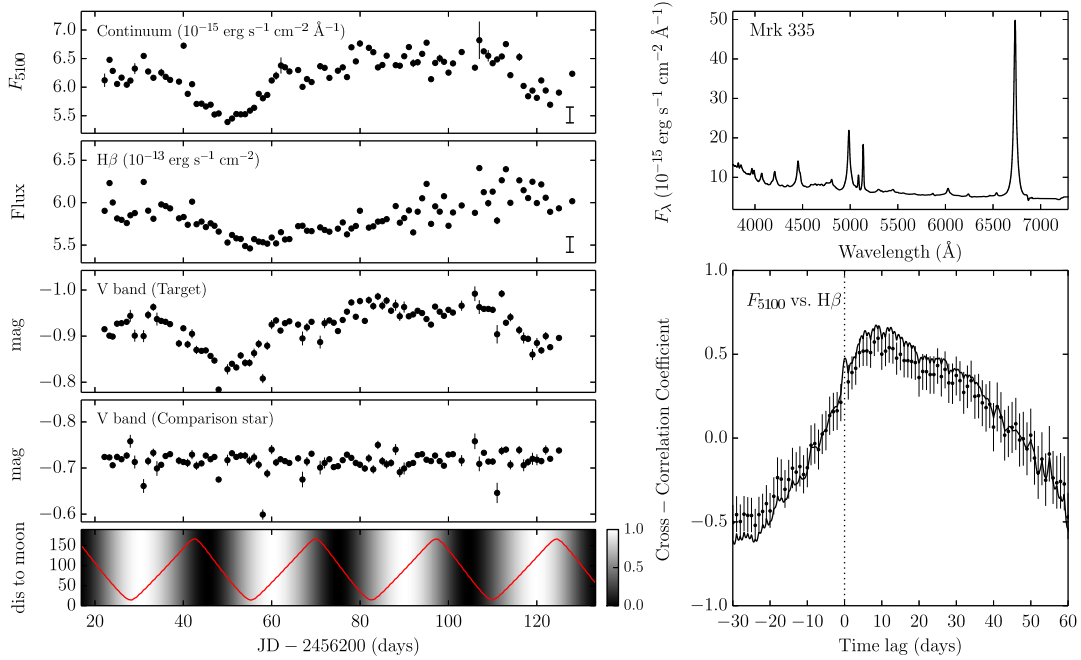 Continuum (10⁻¹⁵ erg s⁻¹ cm⁻² Å⁻¹)
F₅₁₀₀
7.0
6.5
6.0
5.5
Hβ (10⁻¹³ erg s⁻¹ cm⁻²)
Flux
6.5
6.0
5.5
V band (Target)
mag
−1.0
−0.9
−0.8
V band (Comparison star)
mag
−0.8
−0.7
−0.6
dis to moon
150
100
50
0
1.0
0.5
0.0
20 40 60 80 100 120
JD − 2456200 (days)
Mrk 335
F_λ (10⁻¹⁵ erg s⁻¹ cm⁻² Å⁻¹)
50
40
30
20
10
4000 4500 5000 5500 6000 6500 7000
Wavelength (Å)
F₅₁₀₀ vs. Hβ
Cross − Correlation Coefficient
1.0
0.5
0.0
−0.5
−1.0
−30 −20 −10 0 10 20 30 40 50 60
Time lag (days)